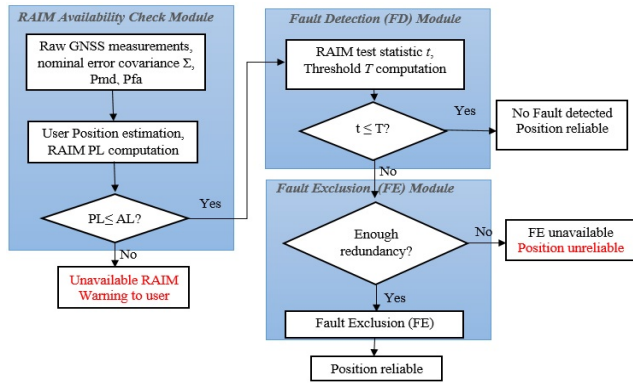 RAIM Availability Check Module
Raw GNSS measurements,
nominal error covariance Σ,
Pmd, Pfa
User Position estimation,
RAIM PL computation
PL≤ AL?
Yes
No
Unavailable RAIM
Warning to user
Fault Detection (FD) Module
RAIM test statistic t,
Threshold T computation
t ≤ T?
Yes
No Fault detected
Position reliable
No
Fault Exclusion (FE) Module
Enough
redundancy?
No
FE unavailable
Position unreliable
Yes
Fault Exclusion (FE)
Position reliable